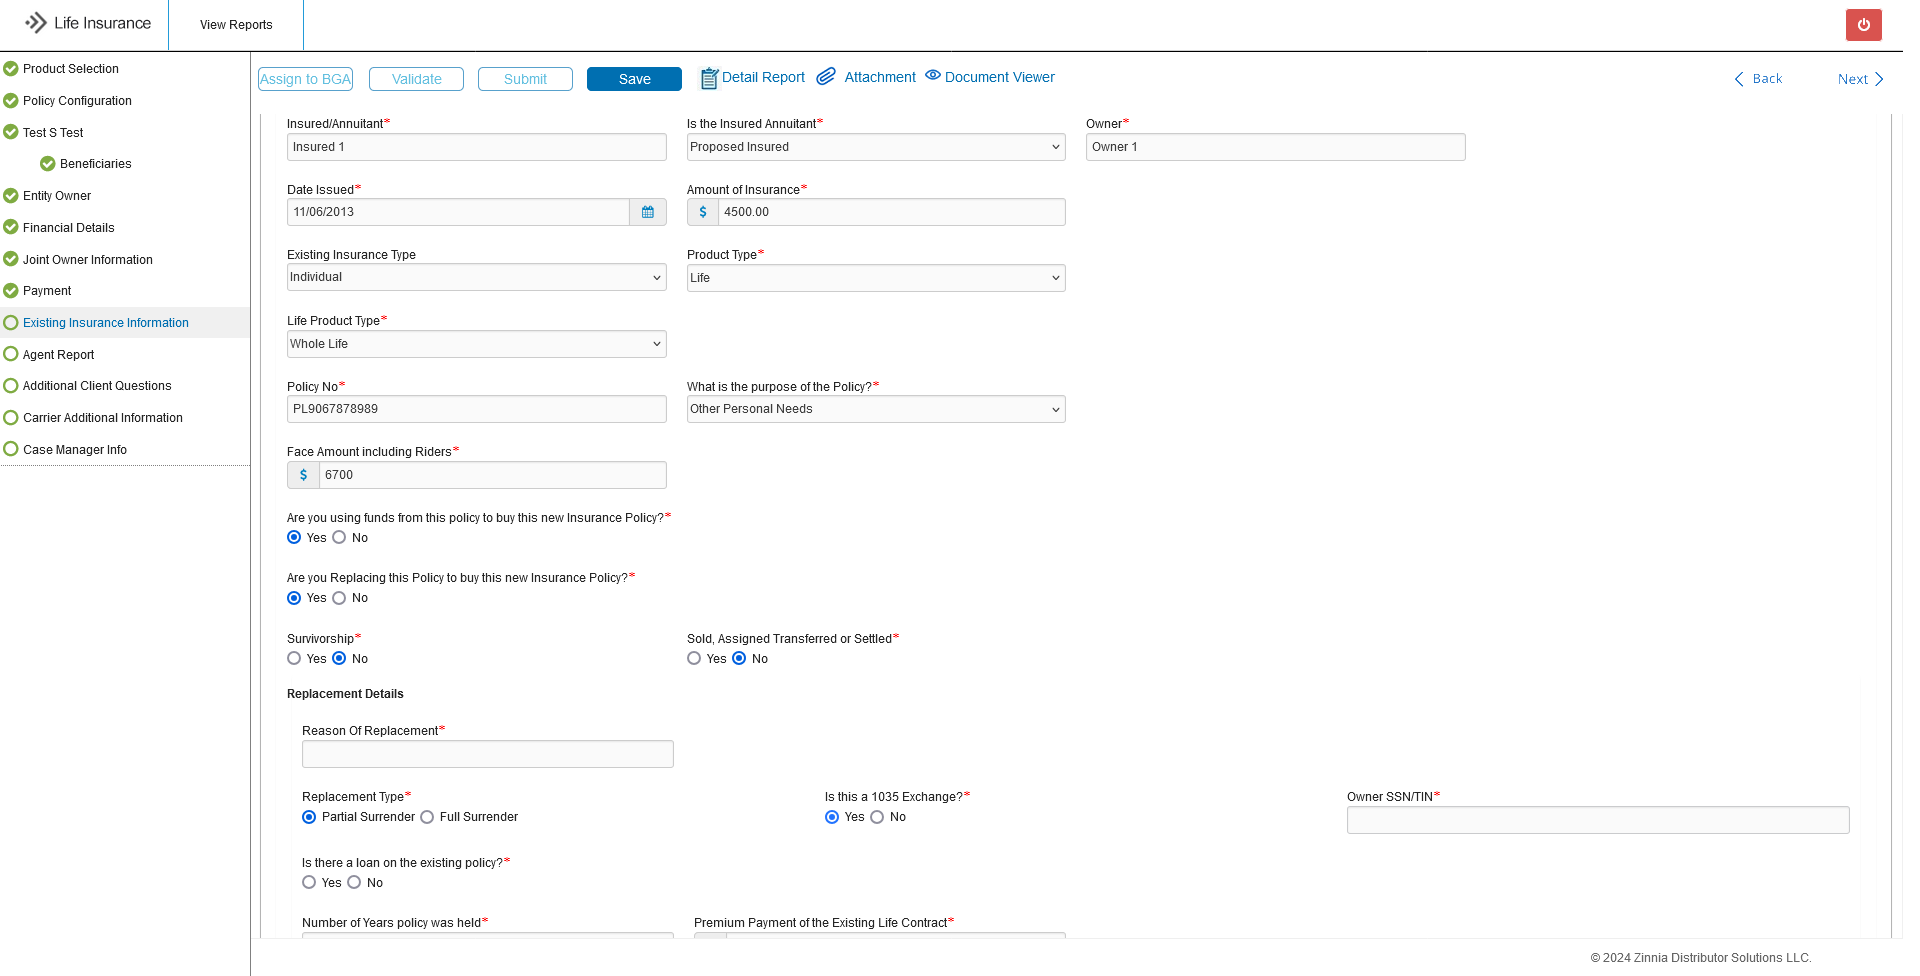 Life Insurance
View Reports
Product Selection
Policy Configuration
Test S Test
Beneficiaries
Entity Owner
Financial Details
Joint Owner Information
Payment
Existing Insurance Information
Agent Report
Additional Client Questions
Carrier Additional Information
Case Manager Info
Assign to BGA Validate Submit Save Detail Report Attachment Document Viewer Back Next
Insured/Annuitant* Is the Insured Annuitant* Owner*
Insured 1 Proposed Insured Owner 1
Date Issued* Amount of Insurance*
11/06/2013 $ 4500.00
Existing Insurance Type Product Type*
Individual Life
Life Product Type*
Whole Life
Policy No* What is the purpose of the Policy?*
PL9067878989 Other Personal Needs
Face Amount including Riders*
$ 6700
Are you using funds from this policy to buy this new Insurance Policy?*
Yes No
Are you Replacing this Policy to buy this new Insurance Policy?*
Yes No
Survivorship* Sold, Assigned Transferred or Settled*
Yes No Yes No
Replacement Details
Reason Of Replacement*
Replacement Type* Is this a 1035 Exchange?* Owner SSN/TIN*
Partial Surrender Full Surrender Yes No
Is there a loan on the existing policy?*
Yes No
Number of Years policy was held* Premium Payment of the Existing Life Contract*
© 2024 Zinnia Distributor Solutions LLC.